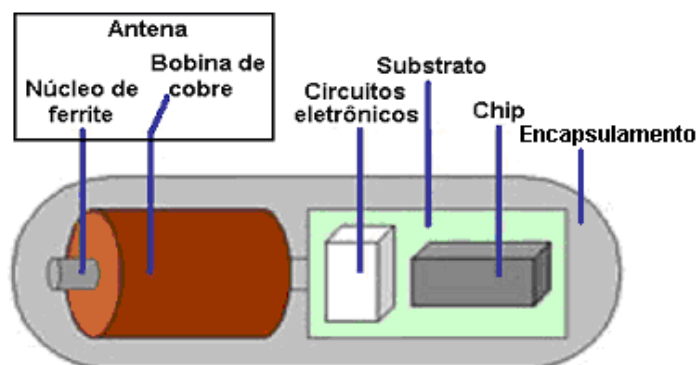 Antena
Núcleo de
ferrite
Bobina de
cobre
Circuitos
eletrônicos
Substrato
Chip
Encapsulamento